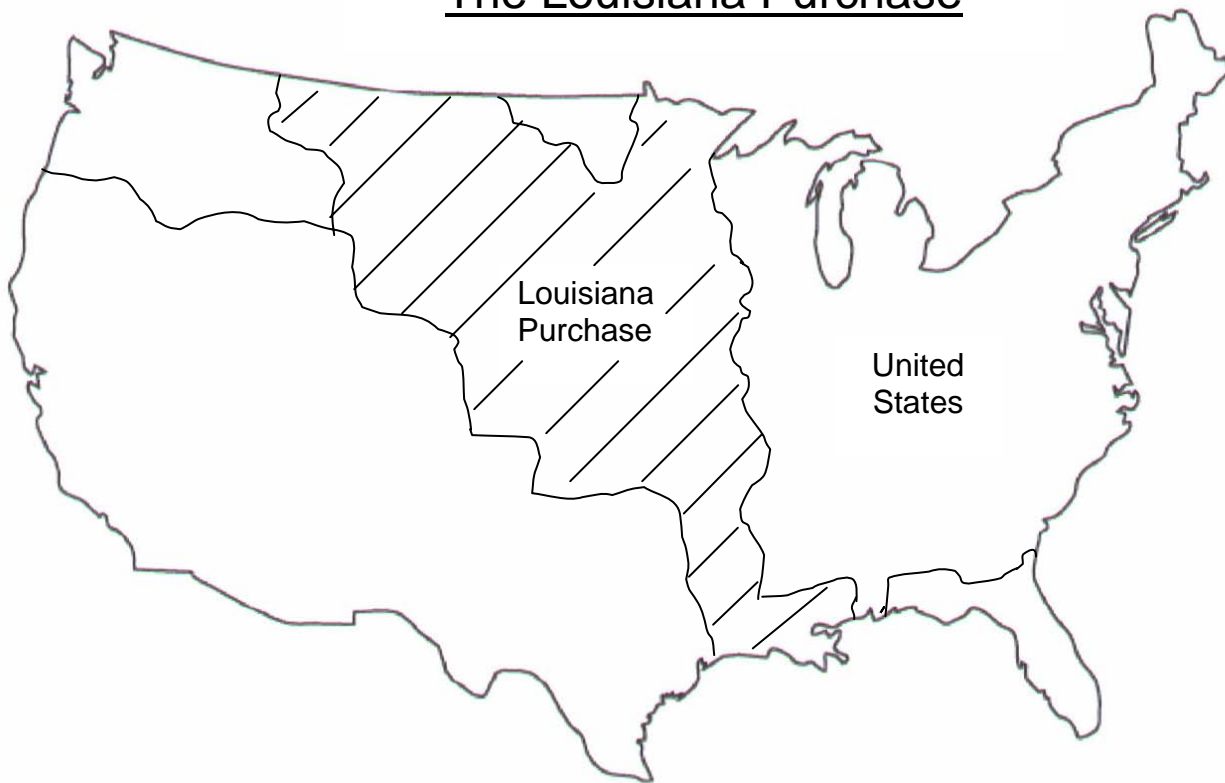 The Louisiana Purchase
Louisiana
Purchase
United
States